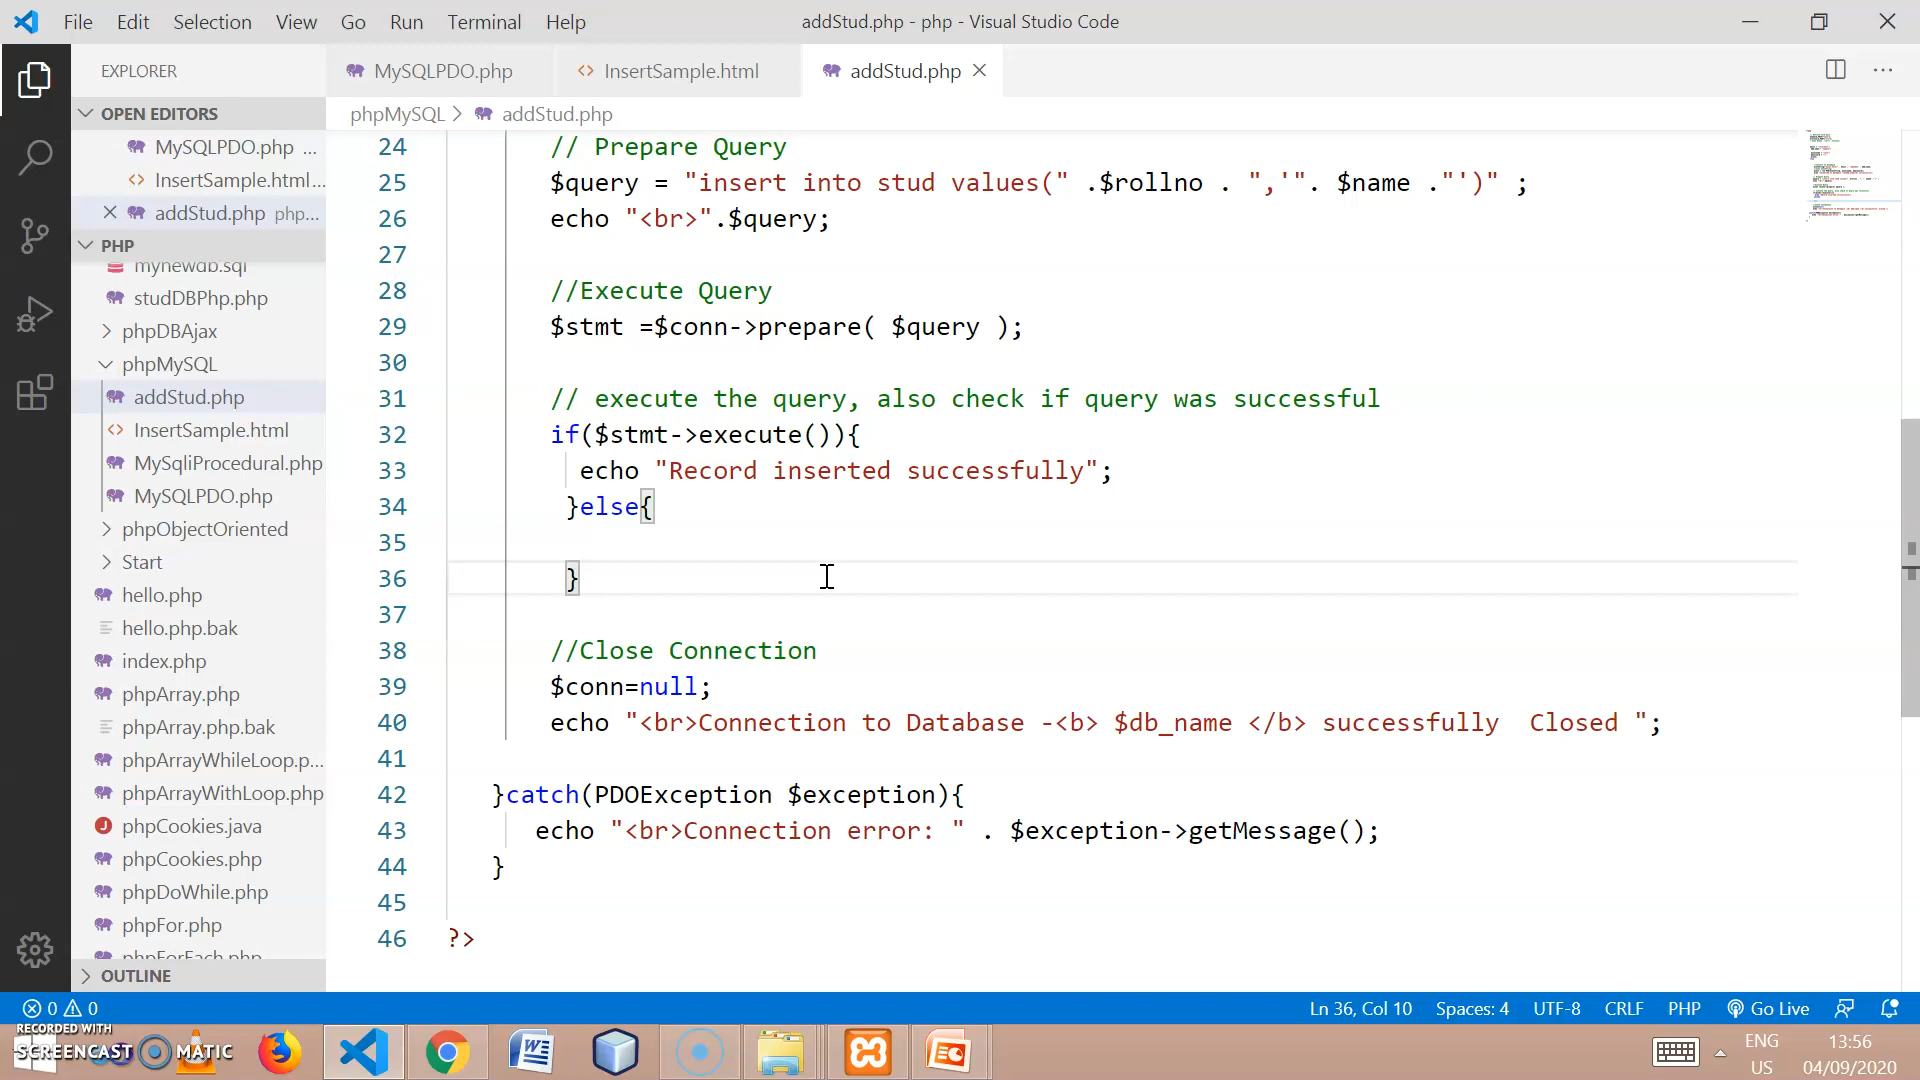 File Edit Selection View Go Run Terminal Help
addStud.php - php - Visual Studio Code
EXPLORER
MySQLPDO.php
InsertSample.html
addStud.php
OPEN EDITORS
MySQLPDO.php ...
InsertSample.html...
addStud.php php...
PHP
mynewdb.sql
studDBPhp.php
phpDBAjax
phpMySQL
addStud.php
InsertSample.html
MySqliProcedural.php
MySQLPDO.php
phpObjectOriented
Start
hello.php
hello.php.bak
index.php
phpArray.php
phpArray.php.bak
phpArrayWhileLoop.p...
phpArrayWithLoop.php
phpCookies.java
phpCookies.php
phpDoWhile.php
phpFor.php
phpForEach.php
OUTLINE
phpMySQL > addStud.php
24 // Prepare Query
25 $query = "insert into stud values(" .$rollno . ",'". $name ."')" ;
26 echo "<br>".$query;
27
28 //Execute Query
29 $stmt =$conn->prepare( $query );
30
31 // execute the query, also check if query was successful
32 if($stmt->execute()){
33 echo "Record inserted successfully";
34 }else{
35
36 }
37
38 //Close Connection
39 $conn=null;
40 echo "<br>Connection to Database -<b> $db_name </b> successfully  Closed ";
41
42 }catch(PDOException $exception){
43 echo "<br>Connection error: " . $exception->getMessage();
44 }
45
46 ?>
0 0
Ln 36, Col 10 Spaces: 4 UTF-8 CRLF PHP Go Live
RECORDED WITH
SCREENCAST MATIC
ENG
US
13:56
04/09/2020